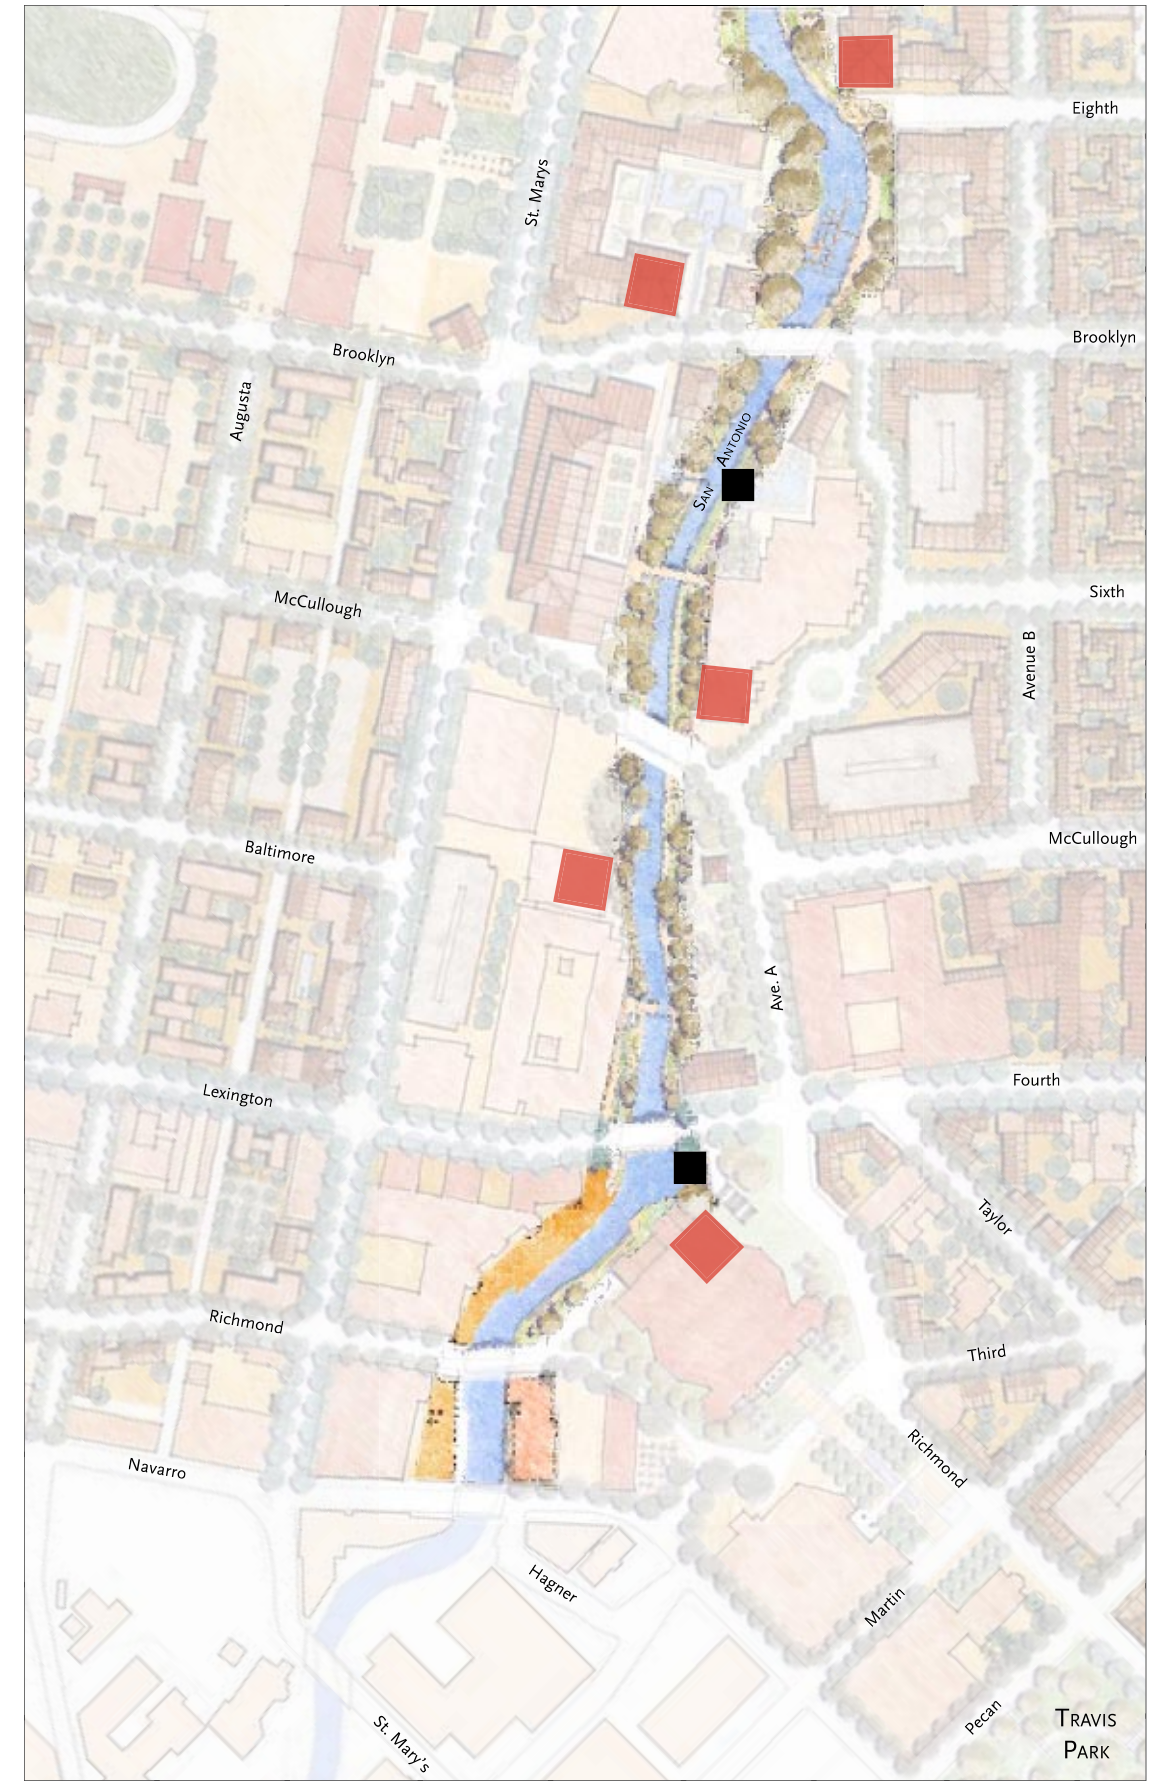 Eighth
St. Marys
Brooklyn
Brooklyn
Augusta
San Antonio
McCullough
Sixth
Avenue B
McCullough
Baltimore
Ave. A
Fourth
Lexington
Taylor
Richmond
Third
Richmond
Navarro
Hagner
Martin
Pecan
St. Mary's
Travis
Park